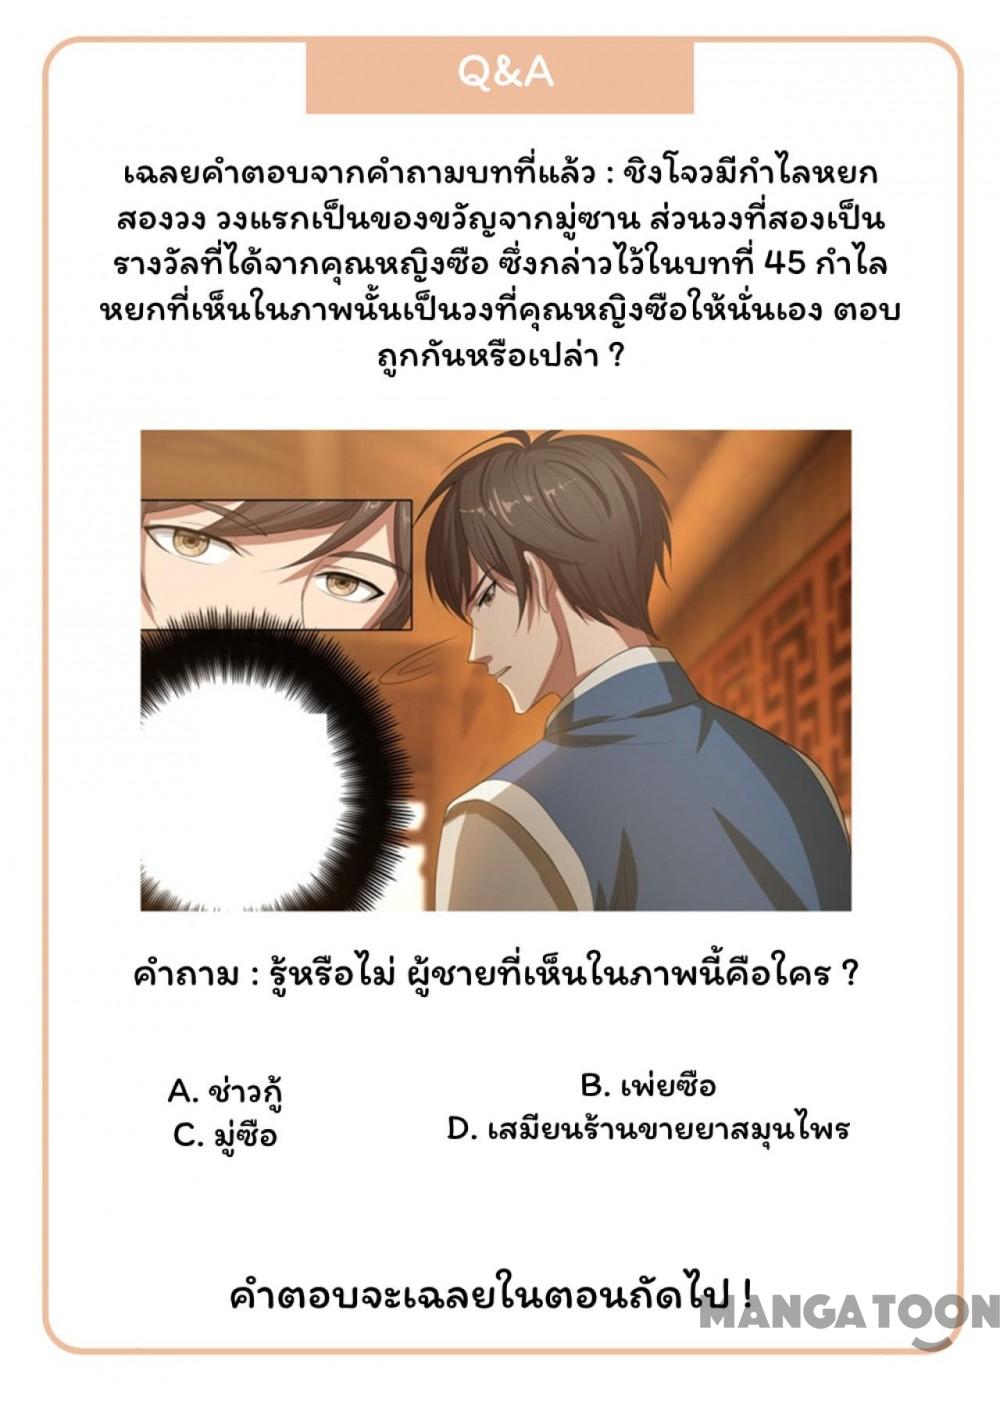 Q&A
เฉลยคำตอบจากคำถามบทที่แล้ว : ชิงโจวมีกำไลหยก
สองวง วงแรกเป็นของขวัญจากมู่ซาน ส่วนวงที่สองเป็น
รางวัลที่ได้จากคุณหญิงซือ ซึ่งกล่าวไว้ในบทที่ 45 กำไล
หยกที่เห็นในภาพนั้นเป็นวงที่คุณหญิงซือให้นั่นเอง ตอบ
ถูกกันหรือเปล่า ?
คำถาม : รู้หรือไม่ ผู้ชายที่เห็นในภาพนี้คือใคร ?
A. ช่าวกู้
B. เพ่ยซือ
C. มู่ซือ
D. เสมียนร้านขายยาสมุนไพร
คำตอบจะเฉลยในตอนถัดไป !
MANGATOON